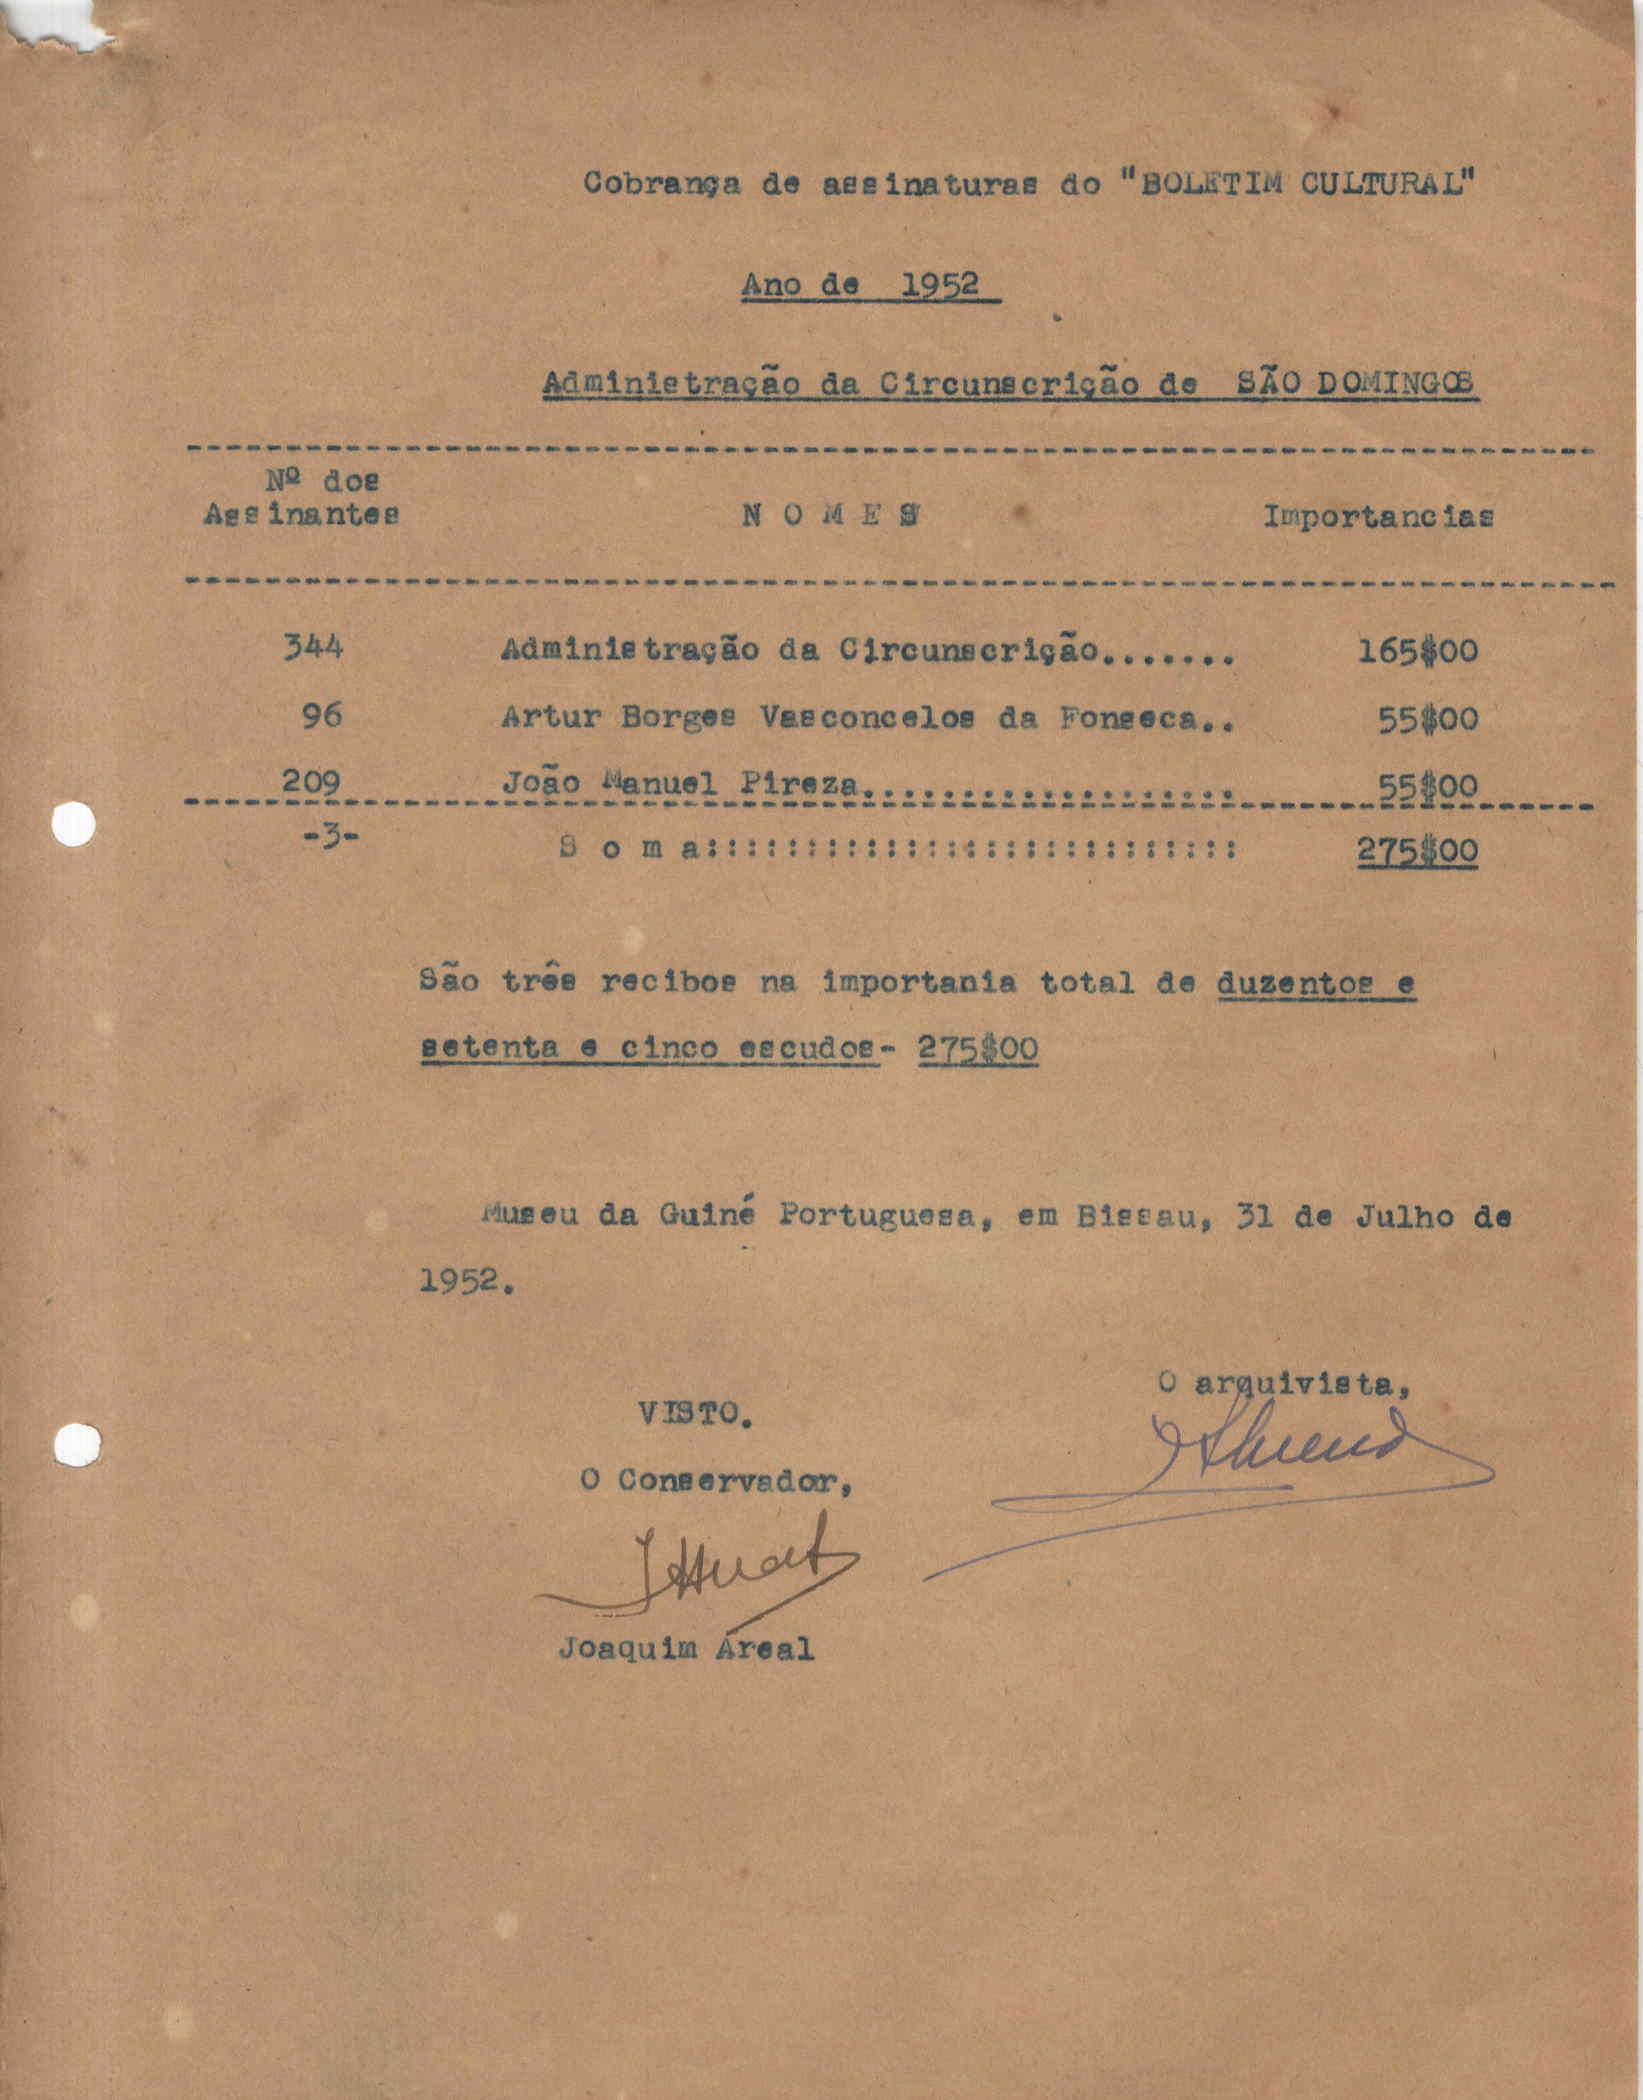 Cobrança de assinaturas do "BOLETIM CULTURAL"
Ano de 1952
Administração da Circunscrição de SÃO DOMINGOS
Nº dos
Assinantes N O M E S Importancias
344 Administração da Circunscrição....... 165$00
96 Artur Borges Vasconcelos da Fonseca.. 55$00
209 João Manuel Pireza................... 55$00
-3- S o m a::::::::::::::::::::::::::: 275$00
São três recibos na importania total de duzentos e
setenta e cinco escudos- 275$00
Museu da Guiné Portuguesa, em Bissau, 31 de Julho de
1952.
O arquivista,
VISTO.
O Conservador,
Joaquim Areal